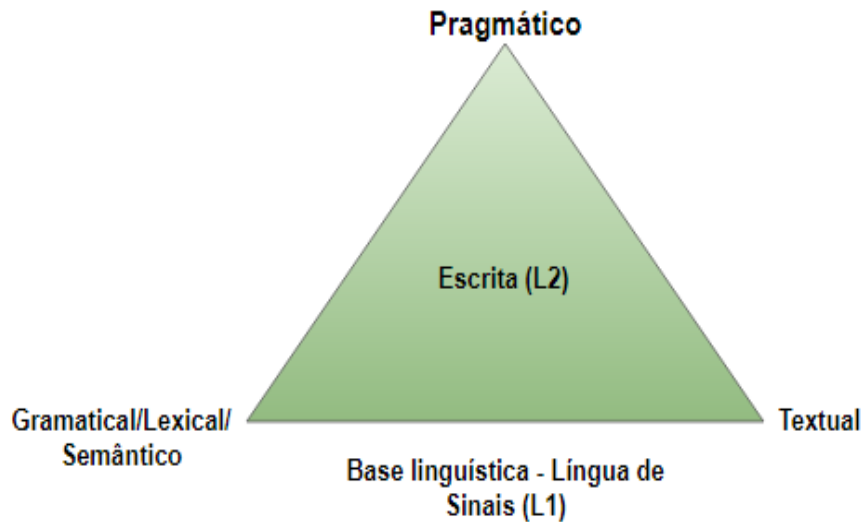 Pragmático
Escrita (L2)
Gramatical/Lexical/
Semântico
Textual
Base linguística - Língua de
Sinais (L1)